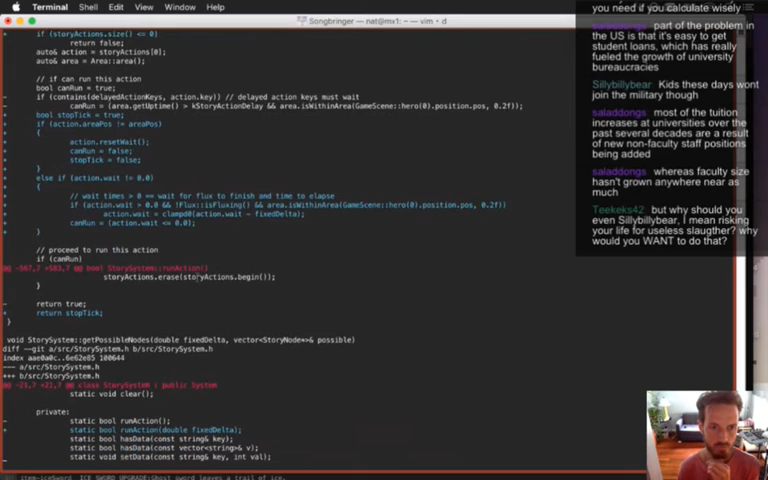 Terminal Shell Edit View Window Help
Songbringer — nat@mx1: ~ — vim • d
+ if (storyActions.size() <= 0)
return false;
auto& action = storyActions[0];
auto& area = Area::area();
// if can run this action
bool canRun = true;
- if (contains(delayedActionKeys, action.key)) // delayed action keys must wait
- canRun = (area.getUptime() > kStoryActionDelay && area.isWithinArea(GameScene::hero(0).position.pos, 0.2f));
+ bool stopTick = true;
+ if (action.areaPos != areaPos)
+ {
+ action.resetWait();
+ canRun = false;
+ stopTick = false;
+ }
+ else if (action.wait != 0.0)
+ {
+ // wait times > 0 == wait for flux to finish and time to elapse
+ if (action.wait > 0.0 && !Flux::isFluxing() && area.isWithinArea(GameScene::hero(0).position.pos, 0.2f))
+ action.wait = clampd0(action.wait - fixedDelta);
+ canRun = (action.wait <= 0.0);
+ }
// proceed to run this action
if (canRun)
@@ -567,7 +583,7 @@ bool StorySystem::runAction()
storyActions.erase(storyActions.begin());
}
- return true;
+ return stopTick;
}
void StorySystem::getPossibleNodes(double fixedDelta, vector<StoryNode*>& possible)
diff --git a/src/StorySystem.h b/src/StorySystem.h
index aae0a0c..6e62e85 100644
--- a/src/StorySystem.h
+++ b/src/StorySystem.h
@@ -21,7 +21,7 @@ class StorySystem : public System
static void clear();
private:
- static bool runAction();
+ static bool runAction(double fixedDelta);
static bool hasData(const string& key);
static bool hasData(const vector<string>& v);
static void setData(const string& key, int val);
item-iceSword ICE SWORD UPGRADE:Ghost sword leaves a trail of ice.
you need if you calculate wisely
saladdongs part of the problem in
the US is that it's easy to get
student loans, which has really
fueled the growth of university
bureaucracies
Sillybillybear Kids these days wont
join the military though
saladdongs most of the tuition
increases at universities over the
past several decades are a result
of new non-faculty staff positions
being added
saladdongs whereas faculty size
hasn't grown anywhere near as
much
Teekeks42 but why should you
even Sillybillybear, I mean risking
your life for useless slaugther? why
would you WANT to do that?